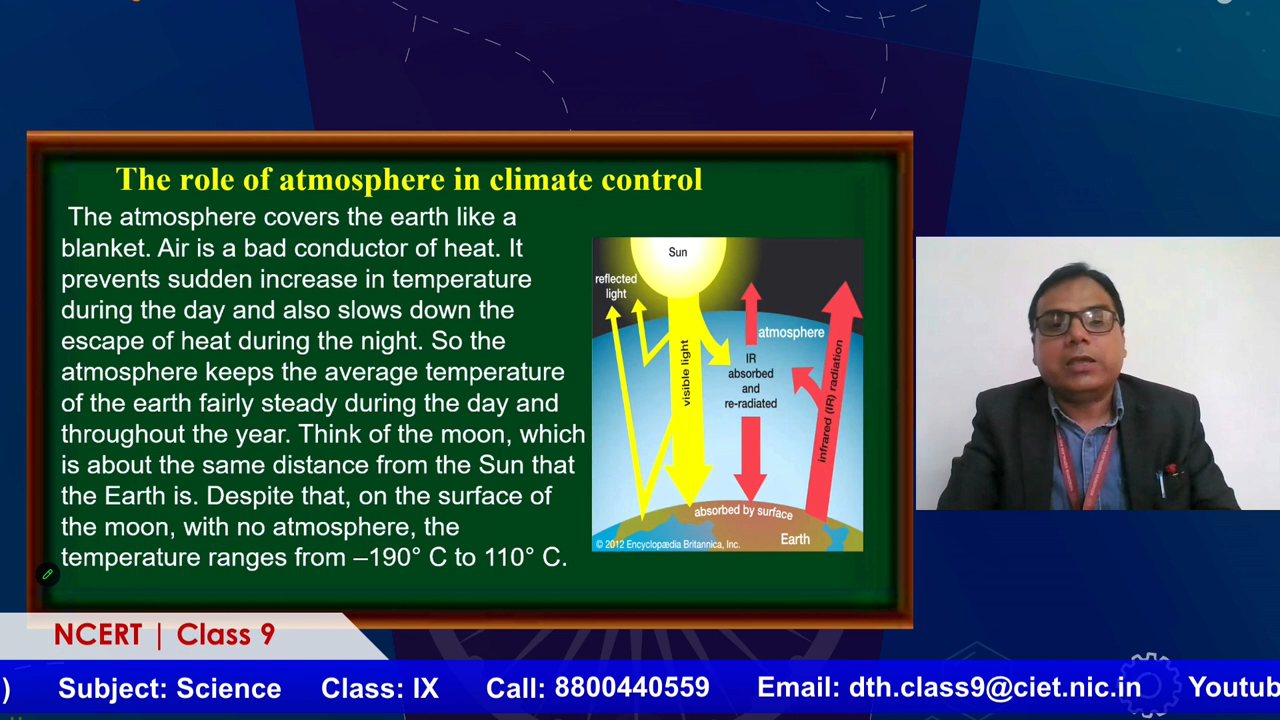 The role of atmosphere in climate control
The atmosphere covers the earth like a
blanket. Air is a bad conductor of heat. It
prevents sudden increase in temperature
during the day and also slows down the
escape of heat during the night. So the
atmosphere keeps the average temperature
of the earth fairly steady during the day and
throughout the year. Think of the moon, which
is about the same distance from the Sun that
the Earth is. Despite that, on the surface of
the moon, with no atmosphere, the
temperature ranges from –190° C to 110° C.
Sun
reflected
light
atmosphere
visible light
IR
absorbed
and
re-radiated
infrared (IR) radiation
absorbed by surface
Earth
© 2012 Encyclopædia Britannica, Inc.
NCERT | Class 9
) Subject: Science Class: IX Call: 8800440559 Email: dth.class9@ciet.nic.in Youtub